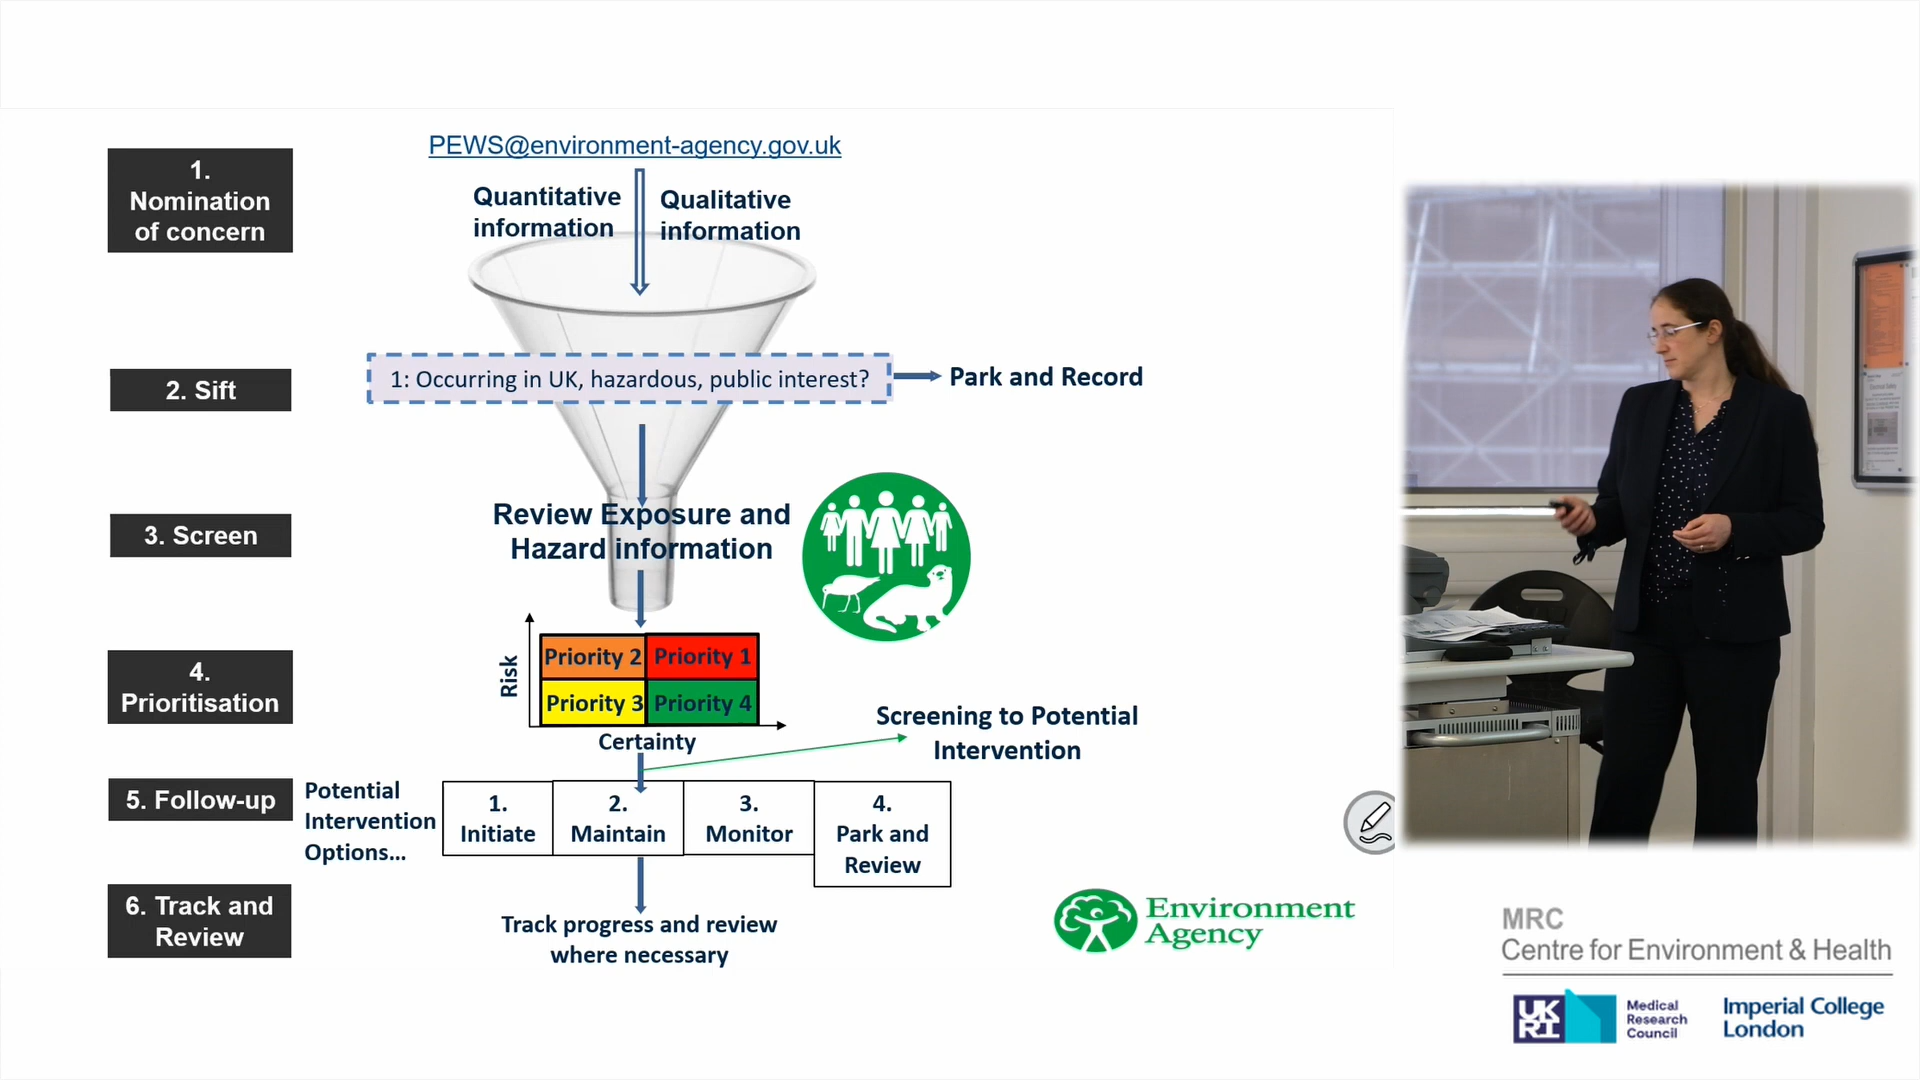 PEWS@environment-agency.gov.uk
1.
Nomination
of concern
Quantitative
information
Qualitative
information
2. Sift
1: Occurring in UK, hazardous, public interest?
Park and Record
3. Screen
Review Exposure and
Hazard information
4.
Prioritisation
Risk
Priority 2
Priority 1
Priority 3
Priority 4
Certainty
Screening to Potential
Intervention
5. Follow-up
Potential
Intervention
Options...
1.
Initiate
2.
Maintain
3.
Monitor
4.
Park and
Review
6. Track and
Review
Track progress and review
where necessary
Environment
Agency
MRC
Centre for Environment & Health
UK
RI
Medical
Research
Council
Imperial College
London